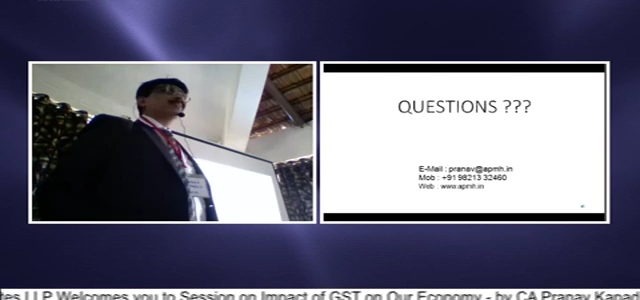 QUESTIONS ???
E-Mail : pranav@apmh.in
Mob : +91 98213 32460
Web : www.apmh.in
tes LLP Welcomes you to Session on Impact of GST on Our Economy - by CA Pranav Kapad